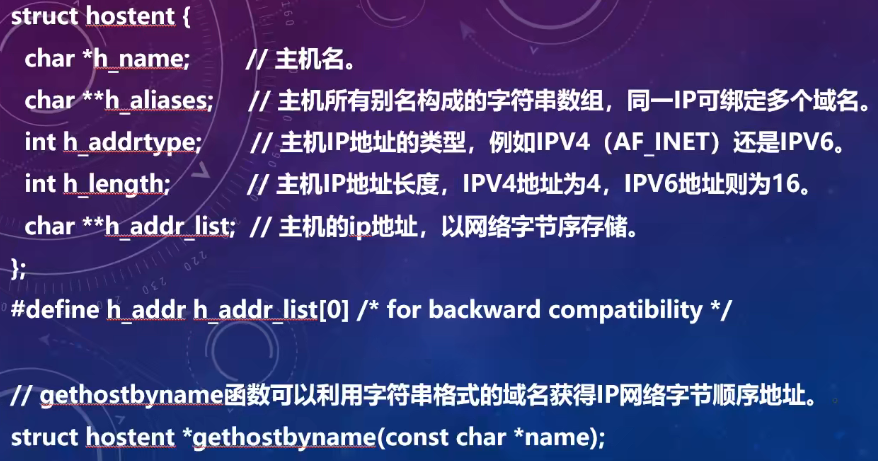 struct hostent {
char *h_name; // 主机名。
char **h_aliases; // 主机所有别名构成的字符串数组，同一IP可绑定多个域名。
int h_addrtype; // 主机IP地址的类型，例如IPV4（AF_INET）还是IPV6。
int h_length; // 主机IP地址长度，IPV4地址为4，IPV6地址则为16。
char **h_addr_list; // 主机的ip地址，以网络字节序存储。
};
#define h_addr h_addr_list[0] /* for backward compatibility */
// gethostbyname函数可以利用字符串格式的域名获得IP网络字节顺序地址。
struct hostent *gethostbyname(const char *name);